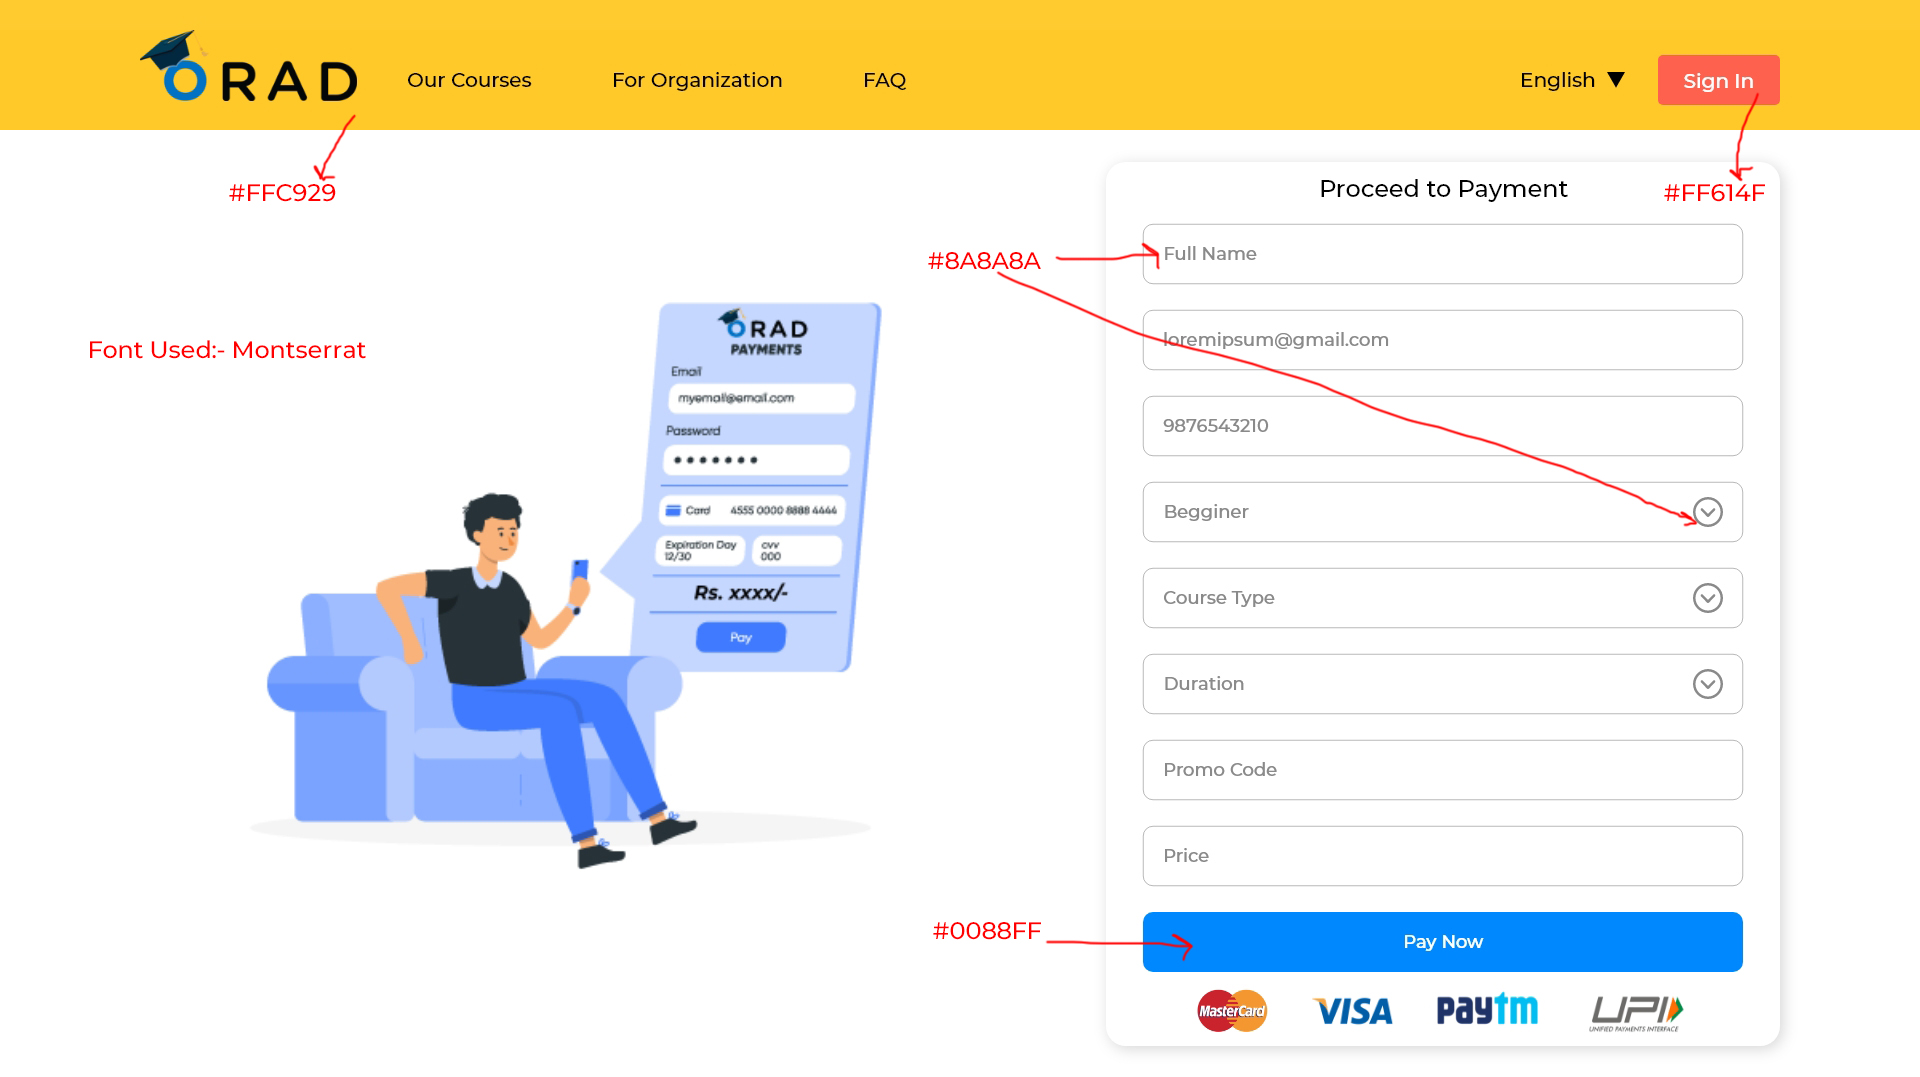 ORAD
Our Courses
For Organization
FAQ
English
Sign In
#FFC929
#FF614F
Proceed to Payment
#8A8A8A
Full Name
loremipsum@gmail.com
9876543210
Begginer
Course Type
Duration
Promo Code
Price
#0088FF
Pay Now
MasterCard
VISA
paytm
UPI
UNIFIED PAYMENTS INTERFACE
Font Used:- Montserrat
ORAD
PAYMENTS
Email
myemail@email.com
Password
Card 4555 0000 8888 4444
Expiration Day
12/30
cvv
000
Rs. xxxx/-
Pay